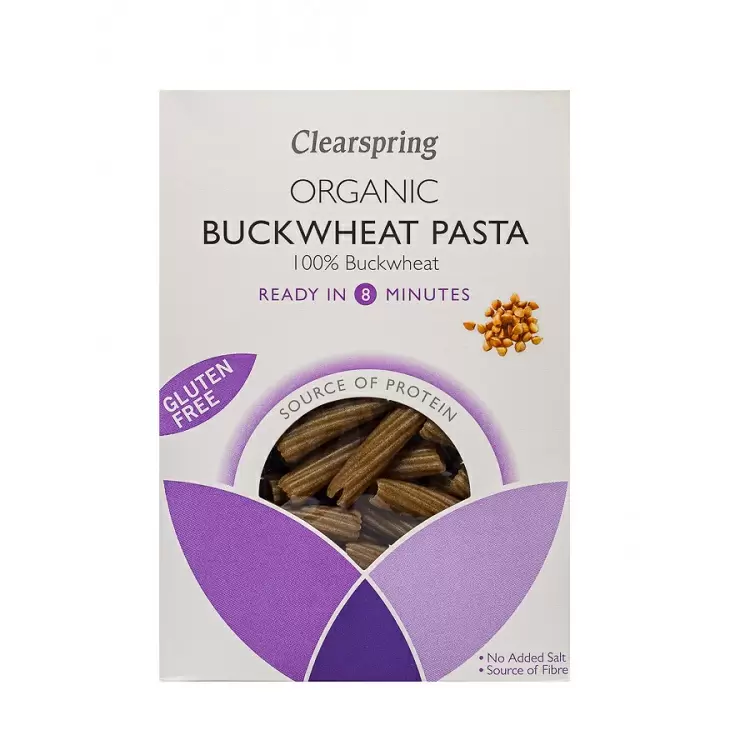 Clearspring
ORGANIC
BUCKWHEAT PASTA
100% Buckwheat
READY IN 8 MINUTES
GLUTEN
FREE
SOURCE OF PROTEIN
• No Added Salt
• Source of Fibre